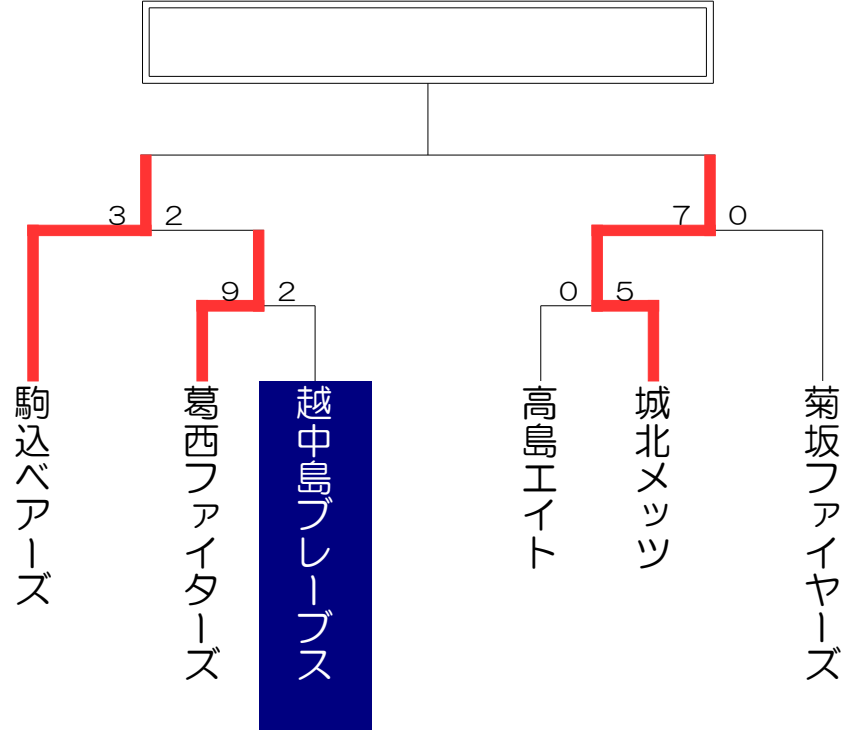 ３ ２ ７ ０
９ ２ ０ ５
駒込ベアーズ
葛西ファイターズ
越中島ブレーブス
高島エイト
城北メッツ
菊坂ファイヤーズ